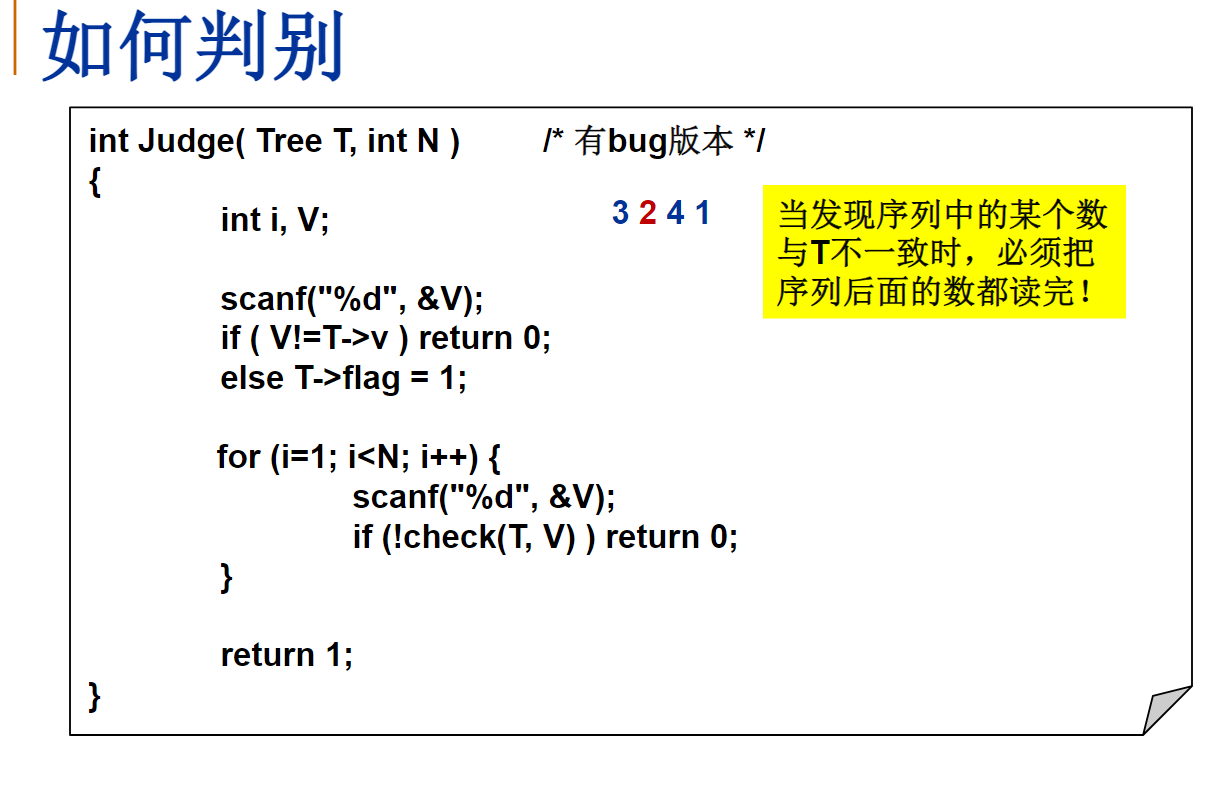 如何判别
int Judge( Tree T, int N ) /* 有bug版本 */
{
int i, V;
3 2 4 1
当发现序列中的某个数
与T不一致时，必须把
序列后面的数都读完！
scanf("%d", &V);
if ( V!=T->v ) return 0;
else T->flag = 1;
for (i=1; i<N; i++) {
scanf("%d", &V);
if (!check(T, V) ) return 0;
}
return 1;
}